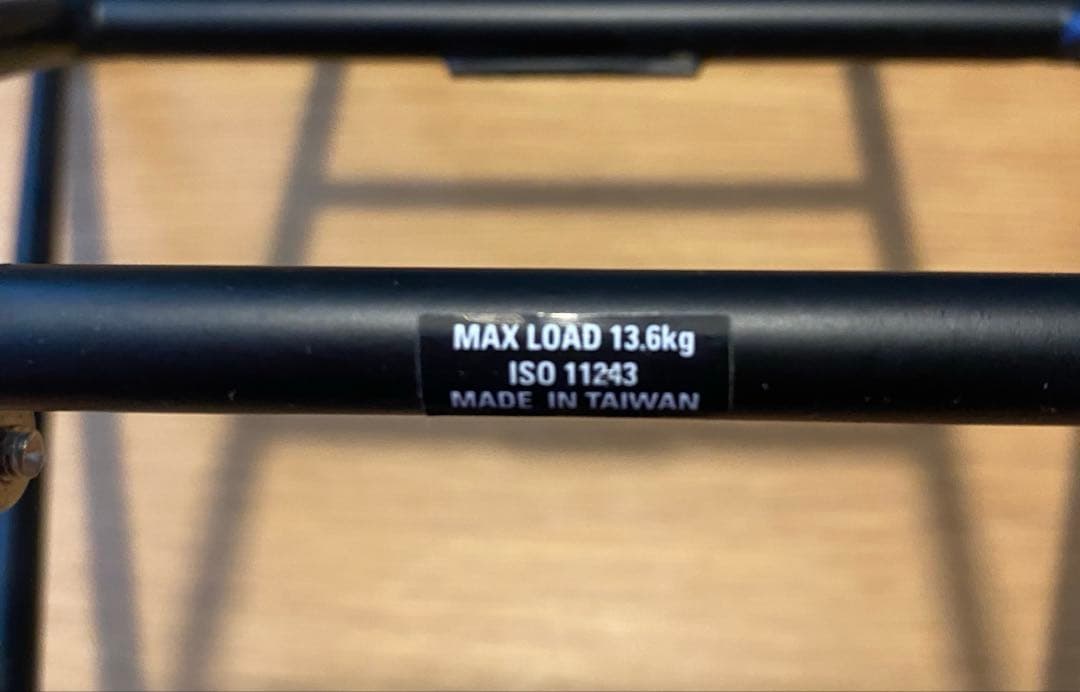 MAX LOAD 13.6kg
ISO 11243
MADE IN TAIWAN